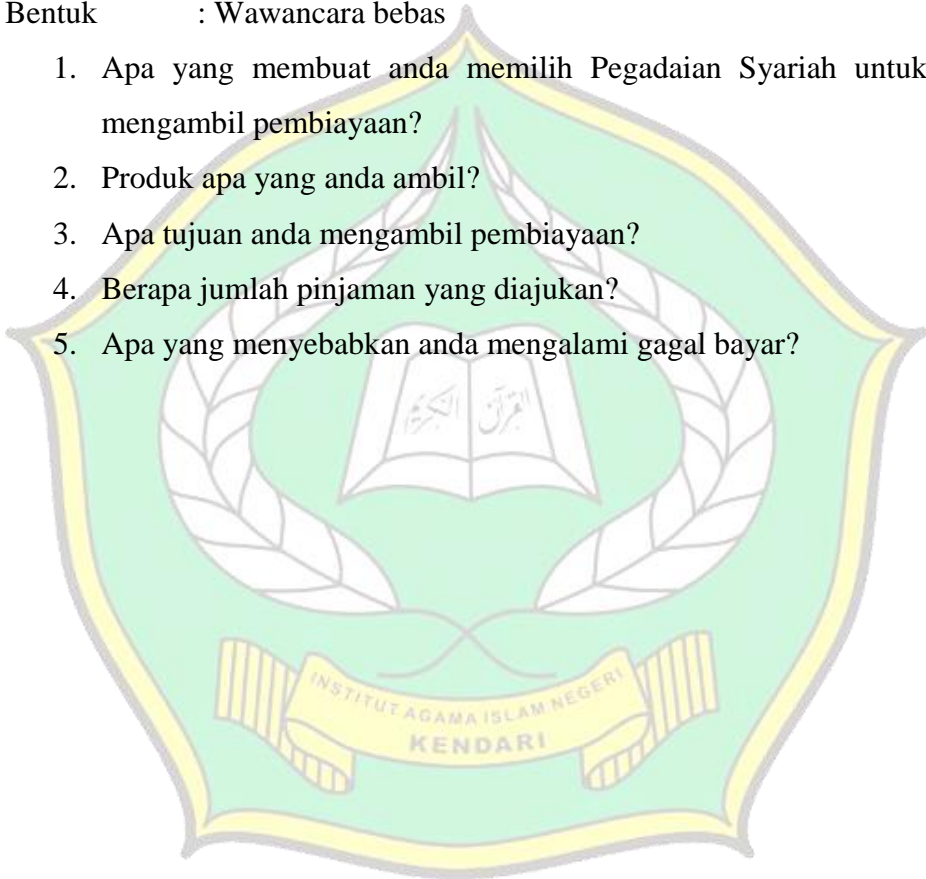 Bentuk : Wawancara bebas
1. Apa yang membuat anda memilih Pegadaian Syariah untuk
mengambil pembiayaan?
2. Produk apa yang anda ambil?
3. Apa tujuan anda mengambil pembiayaan?
4. Berapa jumlah pinjaman yang diajukan?
5. Apa yang menyebabkan anda mengalami gagal bayar?
القرآن الكريم
INSTITUT AGAMA ISLAM NEGERI
KENDARI